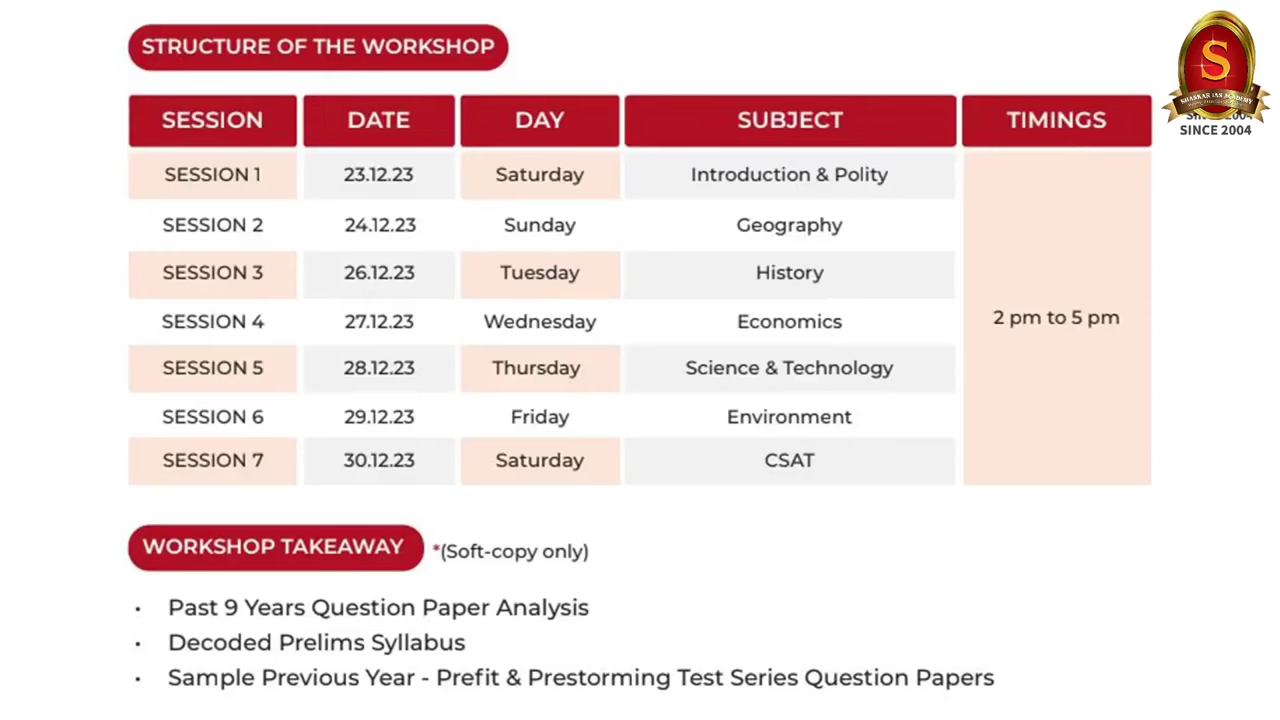 STRUCTURE OF THE WORKSHOP
SESSION DATE DAY SUBJECT TIMINGS
SESSION 1 23.12.23 Saturday Introduction & Polity
SESSION 2 24.12.23 Sunday Geography
SESSION 3 26.12.23 Tuesday History
SESSION 4 27.12.23 Wednesday Economics
2 pm to 5 pm
SESSION 5 28.12.23 Thursday Science & Technology
SESSION 6 29.12.23 Friday Environment
SESSION 7 30.12.23 Saturday CSAT
WORKSHOP TAKEAWAY *(Soft-copy only)
• Past 9 Years Question Paper Analysis
• Decoded Prelims Syllabus
• Sample Previous Year - Prefit & Prestorming Test Series Question Papers
S
SHANKAR IAS ACADEMY
SINCE 2004